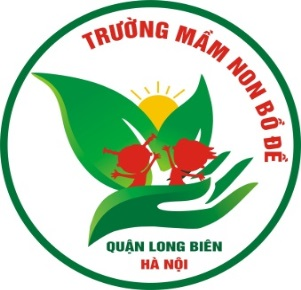 TRƯỜNG MẦM NON BỒ ĐỀ
QUẬN LONG BIÊN
HÀ NỘI